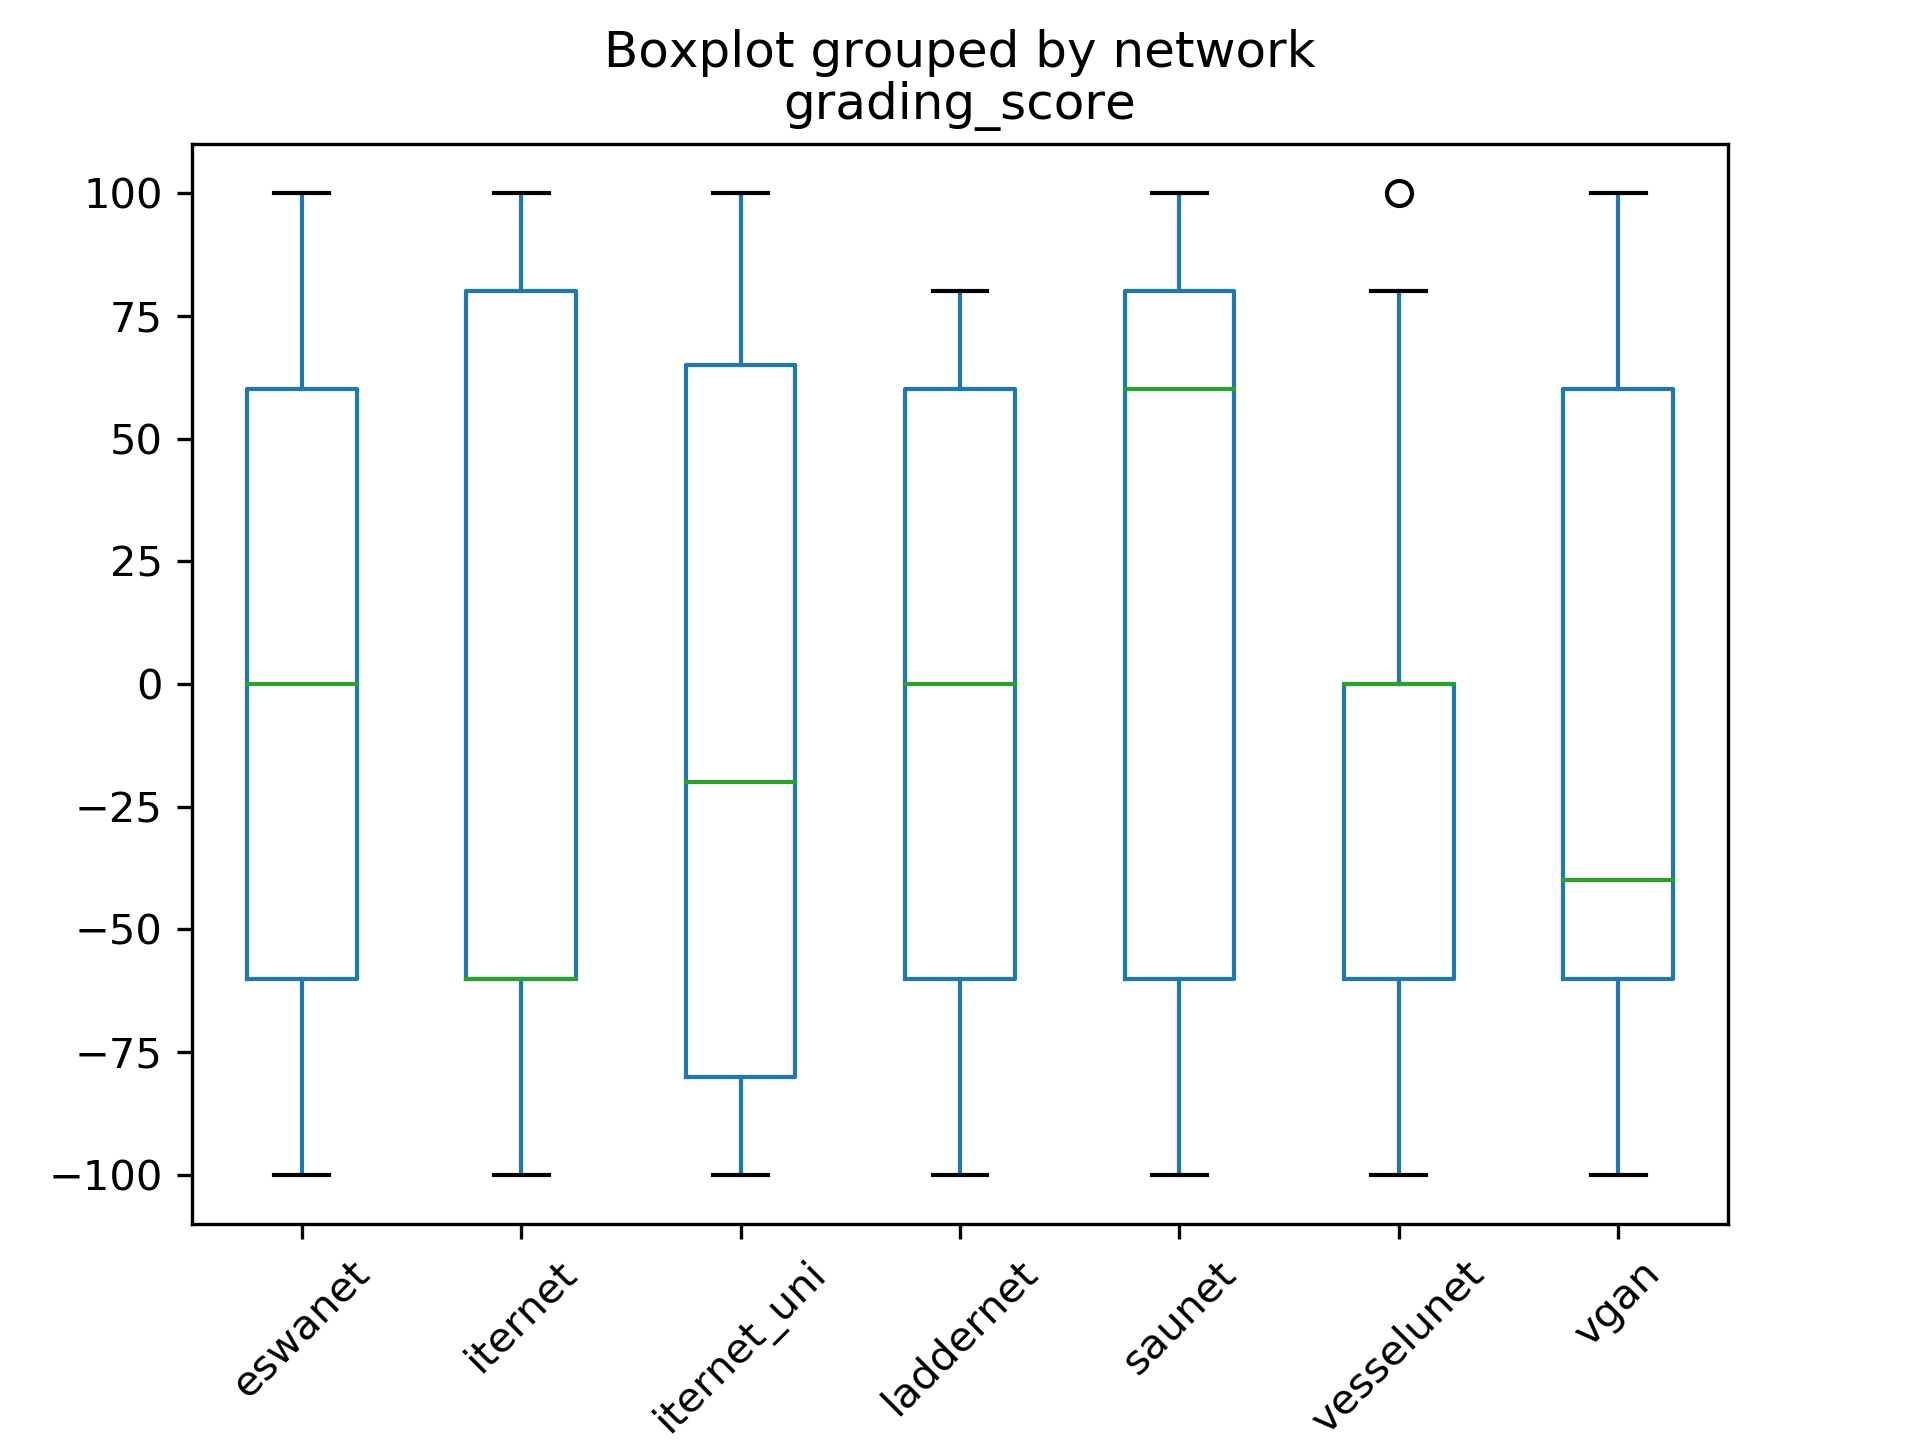 Boxplot grouped by network
grading_score
100
75
50
25
0
−25
−50
−75
−100
eswanet
iternet
iternet_uni
laddernet
saunet
vesselunet
vgan